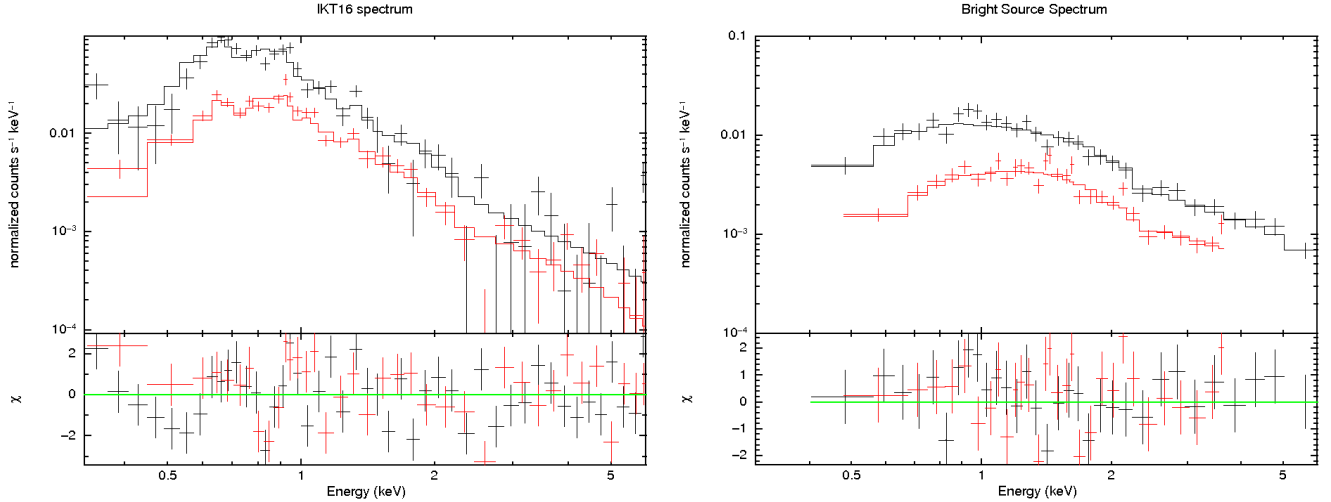 IKT16 spectrum
normalized counts s⁻¹ keV⁻¹
0.01
10⁻³
10⁻⁴
χ
2
0
−2
0.5
1
2
5
Energy (keV)
Bright Source Spectrum
normalized counts s⁻¹ keV⁻¹
0.1
0.01
10⁻³
10⁻⁴
χ
2
1
0
−1
−2
0.5
1
2
5
Energy (keV)